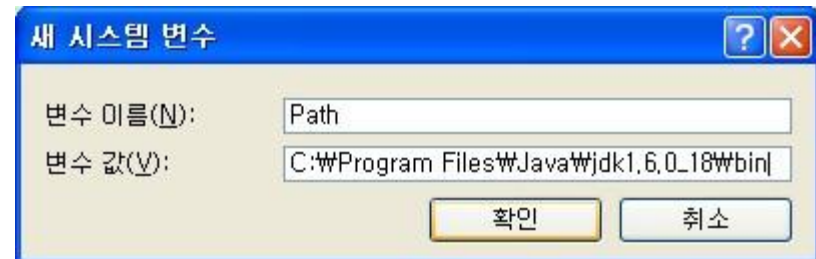 새 시스템 변수
변수 이름(N): Path
변수 값(V): C:₩Program Files₩Java₩jdk1.6.0_18₩bin
확인 취소